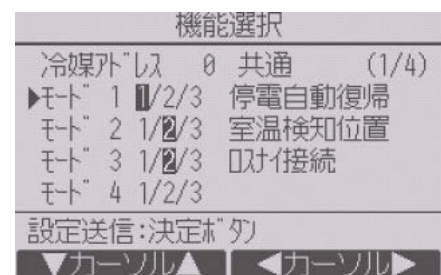 機能選択
冷媒アドレス 0 共通 (1/4)
▶モード 1 1/2/3 停電自動復帰
モード 2 1/2/3 室温検知位置
モード 3 1/2/3 ロスナイ接続
モード 4 1/2/3
設定送信:決定ボタン
▼カーソル▲ ◀カーソル▶